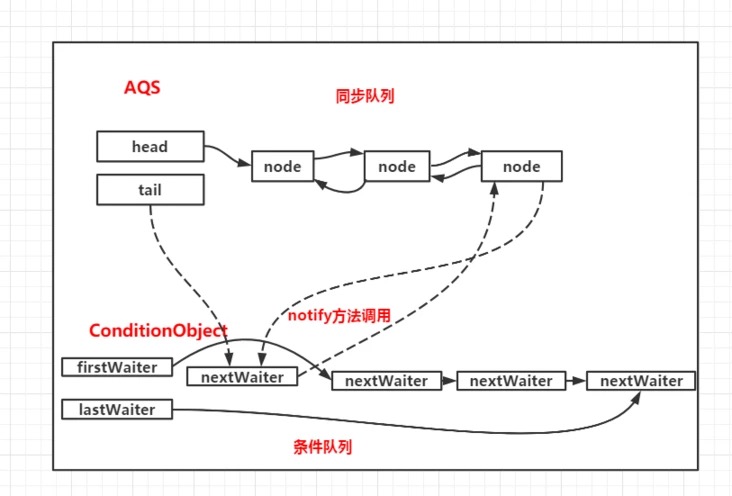 AQS
同步队列
head
node
node
node
tail
notify方法调用
ConditionObject
firstWaiter
nextWaiter
nextWaiter
nextWaiter
nextWaiter
lastWaiter
条件队列